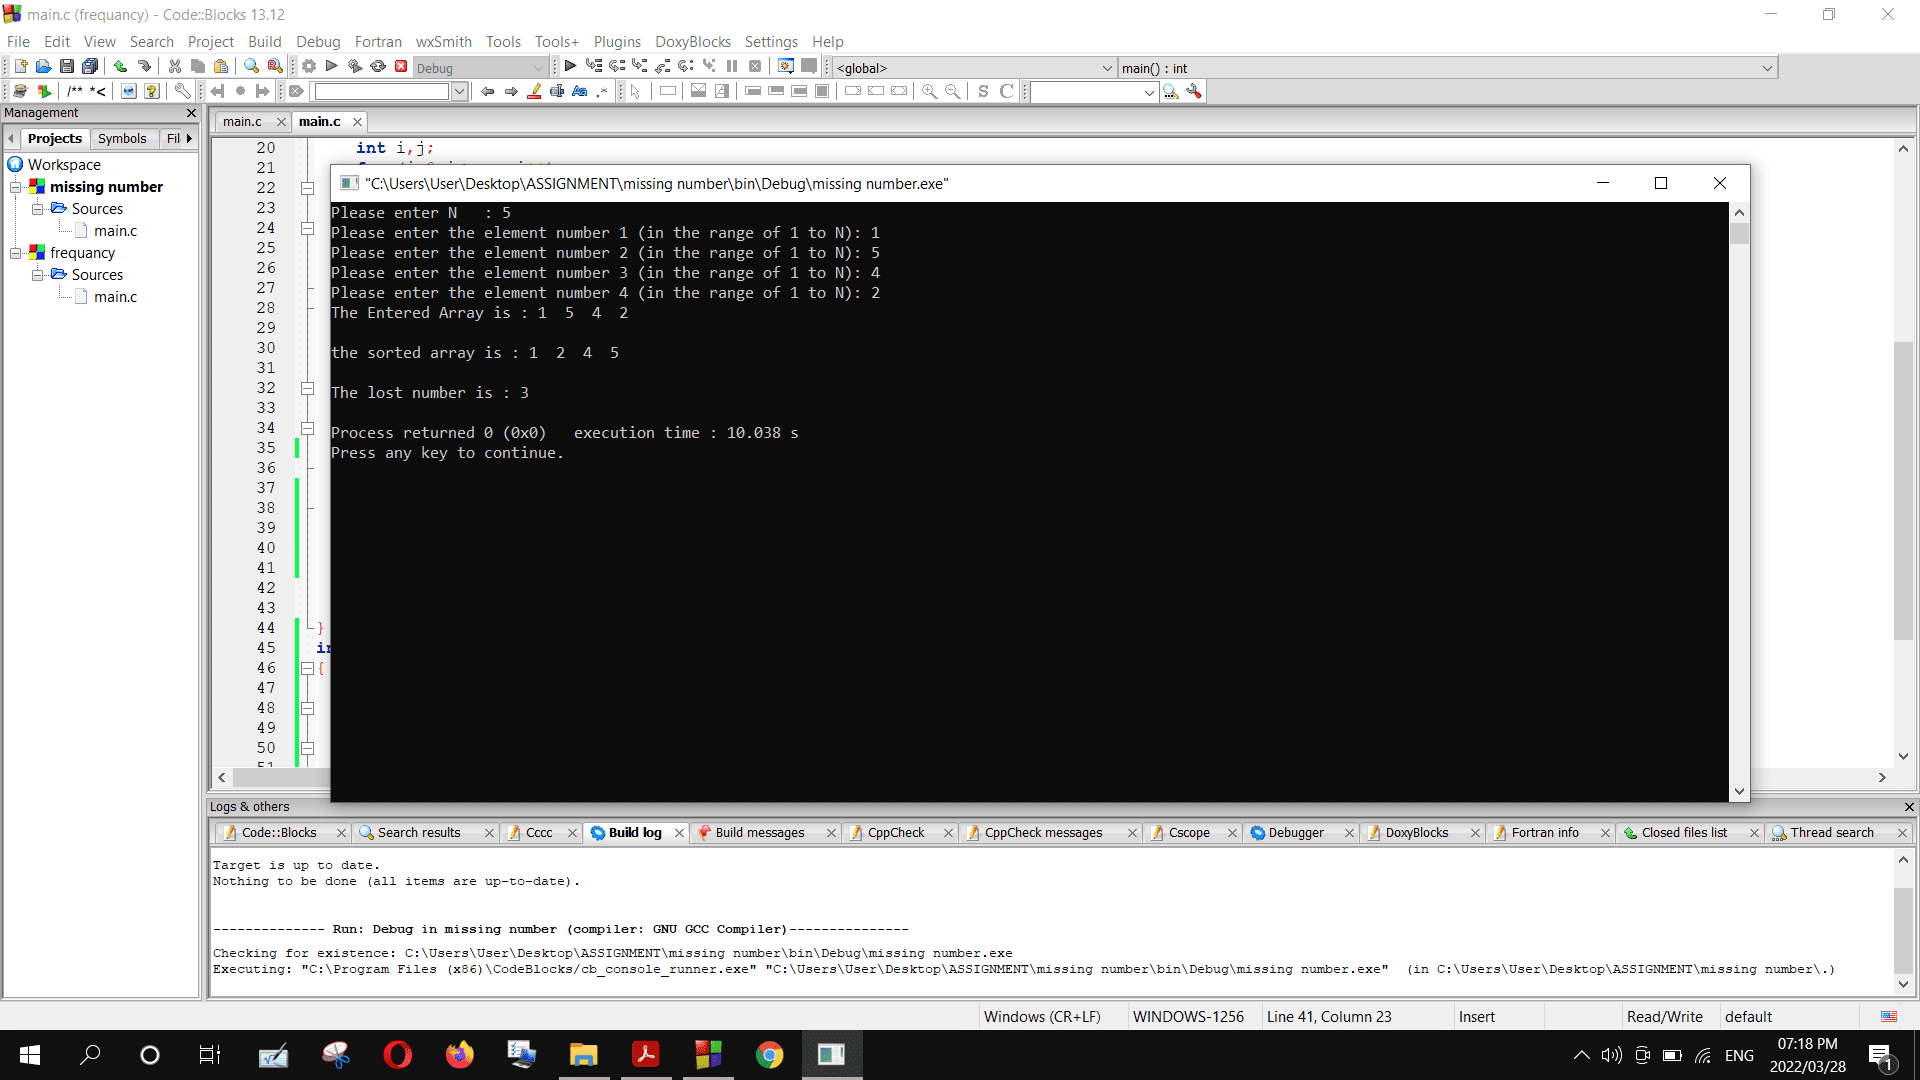 main.c (frequancy) - Code::Blocks 13.12
File Edit View Search Project Build Debug Fortran wxSmith Tools Tools+ Plugins DoxyBlocks Settings Help
Debug
<global>
main() : int
/** *<
S C
Management
main.c
main.c
Projects Symbols Fil
Workspace
missing number
Sources
main.c
frequancy
Sources
main.c
20 int i,j;
21
22
23
24
25
26
27
28
29
30
31
32
33
34
35
36
37
38
39
40
41
42
43
44 }
45
46 {
47
48
49
50
51
"C:\Users\User\Desktop\ASSIGNMENT\missing number\bin\Debug\missing number.exe"
Please enter N   : 5
Please enter the element number 1 (in the range of 1 to N): 1
Please enter the element number 2 (in the range of 1 to N): 5
Please enter the element number 3 (in the range of 1 to N): 4
Please enter the element number 4 (in the range of 1 to N): 2
The Entered Array is : 1  5  4  2
the sorted array is : 1  2  4  5
The lost number is : 3
Process returned 0 (0x0)   execution time : 10.038 s
Press any key to continue.
Logs & others
Code::Blocks Search results Cccc Build log Build messages CppCheck CppCheck messages Cscope Debugger DoxyBlocks Fortran info Closed files list Thread search
Target is up to date.
Nothing to be done (all items are up-to-date).
-------------- Run: Debug in missing number (compiler: GNU GCC Compiler)---------------
Checking for existence: C:\Users\User\Desktop\ASSIGNMENT\missing number\bin\Debug\missing number.exe
Executing: "C:\Program Files (x86)\CodeBlocks/cb_console_runner.exe" "C:\Users\User\Desktop\ASSIGNMENT\missing number\bin\Debug\missing number.exe"  (in C:\Users\User\Desktop\ASSIGNMENT\missing number\.)
Windows (CR+LF) WINDOWS-1256 Line 41, Column 23 Insert Read/Write default
ENG
07:18 PM
2022/03/28
1